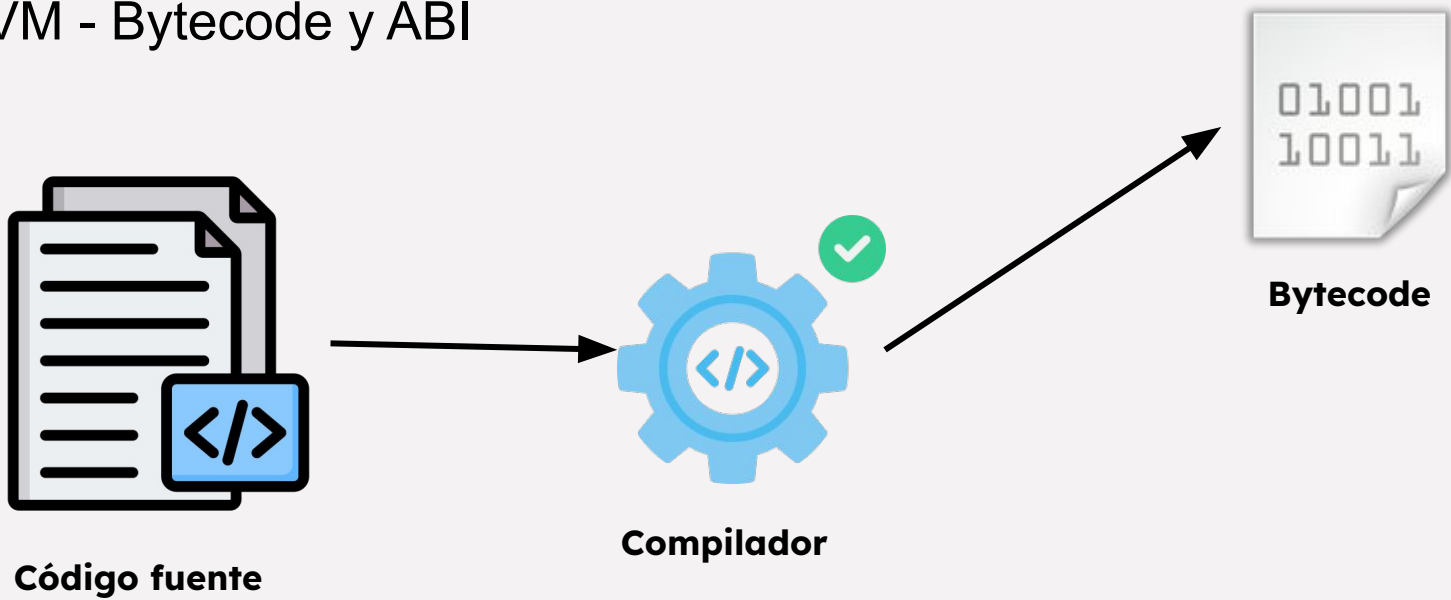 VM - Bytecode y ABI
01001
10011
Bytecode
</>
</>
Compilador
Código fuente